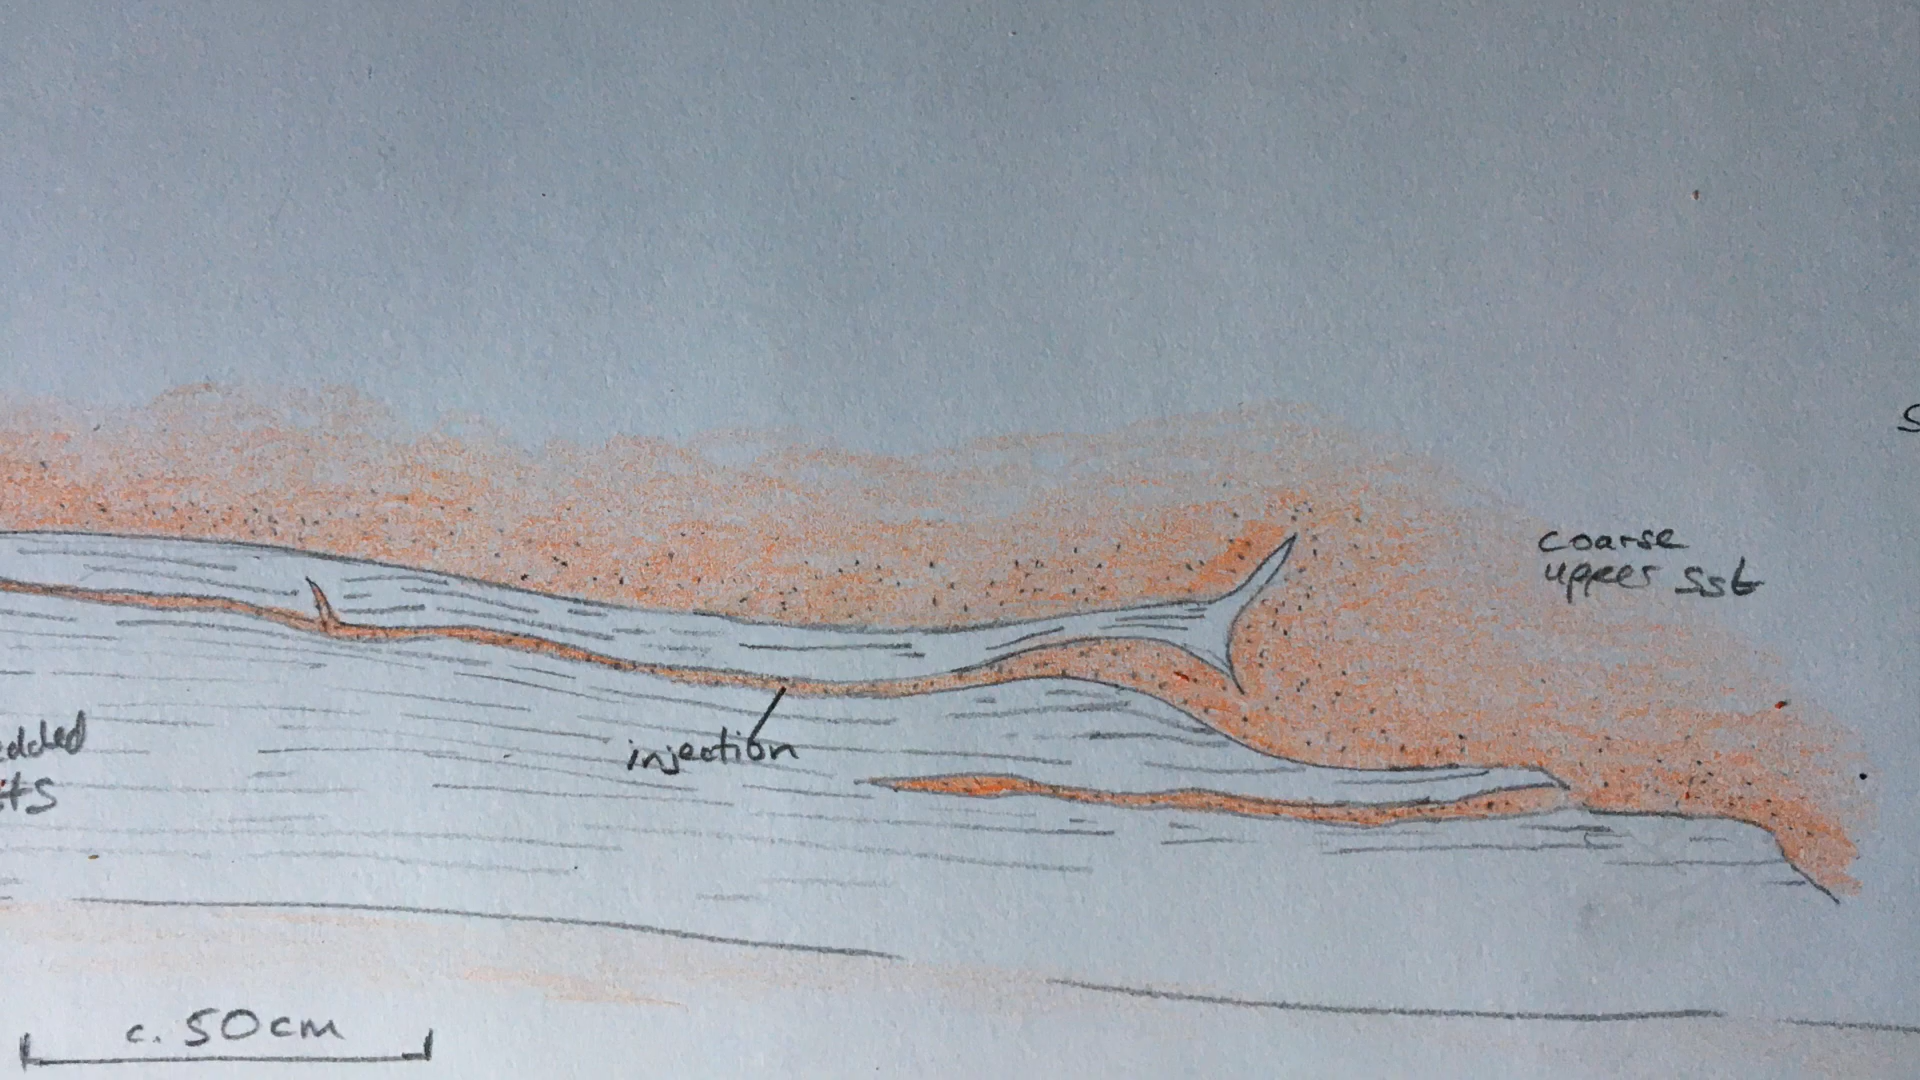 coarse
upper sst
injection
c. 50cm